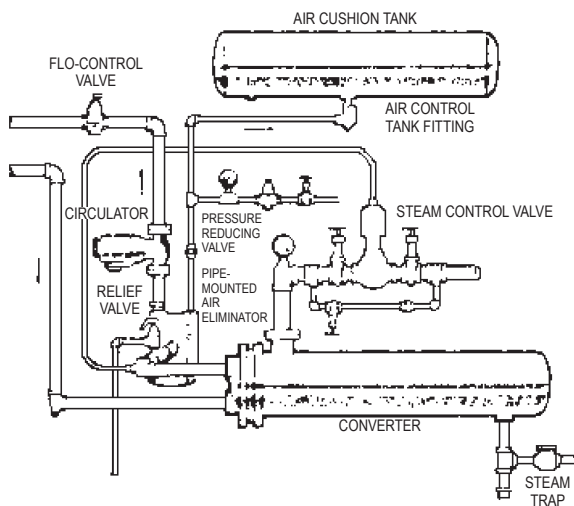 AIR CUSHION TANK
FLO-CONTROL
VALVE
AIR CONTROL
TANK FITTING
CIRCULATOR
PRESSURE
REDUCING
VALVE
STEAM CONTROL VALVE
RELIEF
VALVE
PIPE-
MOUNTED
AIR
ELIMINATOR
CONVERTER
STEAM
TRAP